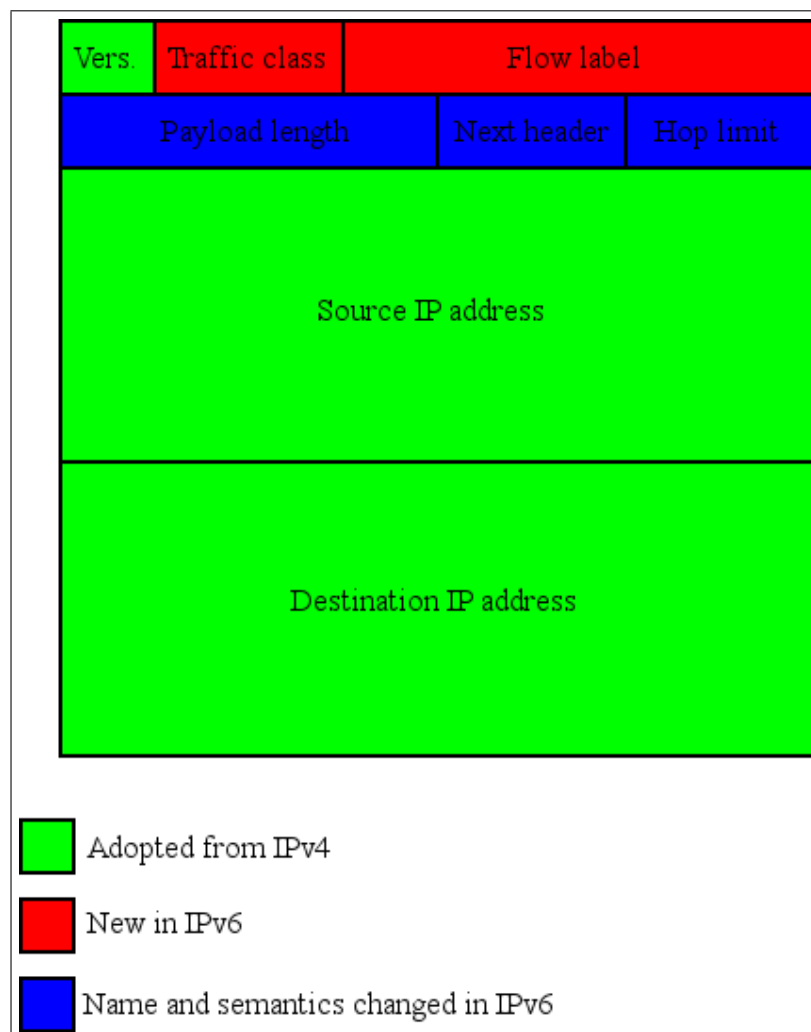 Vers. Traffic class Flow label
Payload length Next header Hop limit
Source IP address
Destination IP address
Adopted from IPv4
New in IPv6
Name and semantics changed in IPv6